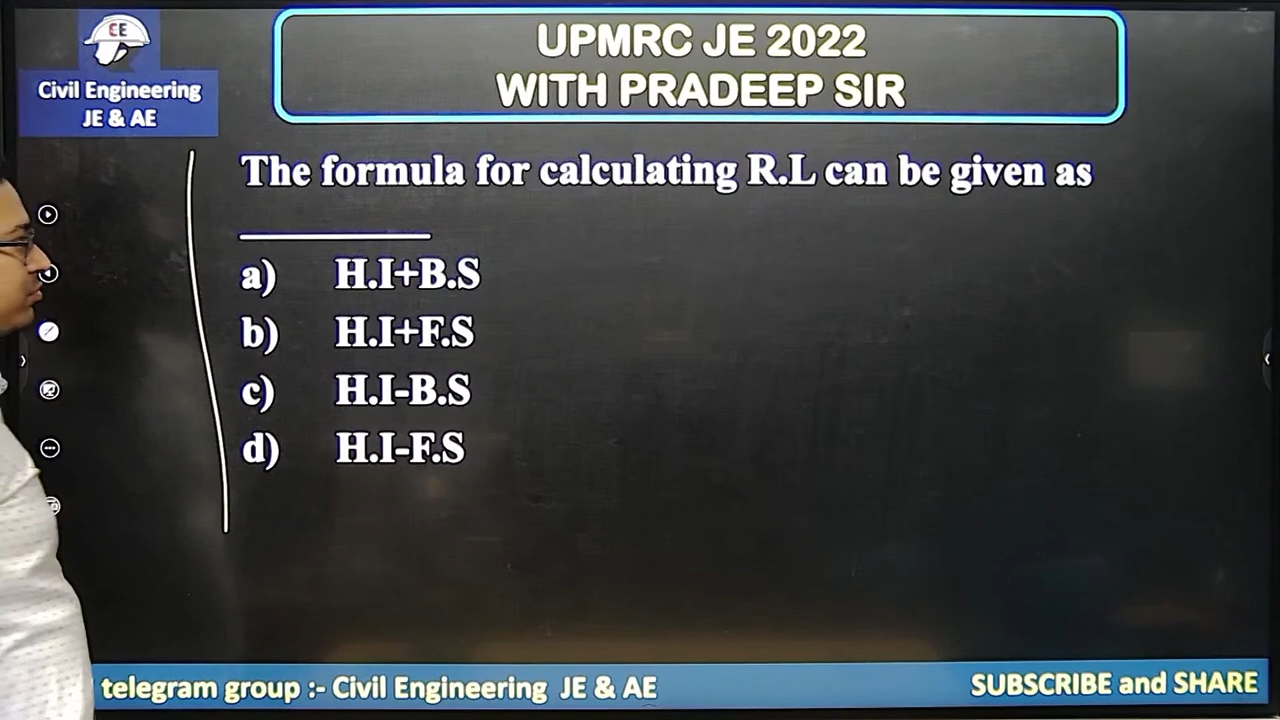 CE
Civil Engineering
JE & AE
UPMRC JE 2022
WITH PRADEEP SIR
The formula for calculating R.L can be given as
__________
a) H.I+B.S
b) H.I+F.S
c) H.I-B.S
d) H.I-F.S
telegram group :- Civil Engineering JE & AE
SUBSCRIBE and SHARE